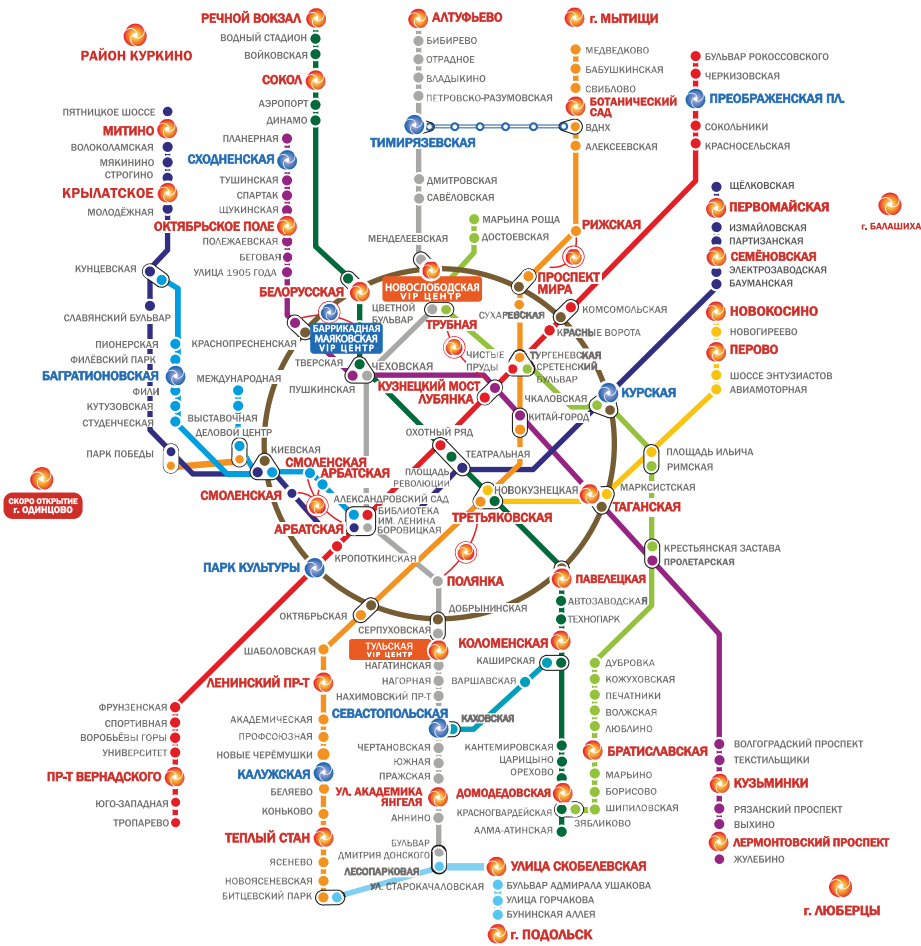 РЕЧНОЙ ВОКЗАЛ
ВОДНЫЙ СТАДИОН
ВОЙКОВСКАЯ
СОКОЛ
АЭРОПОРТ
ДИНАМО
РАЙОН КУРКИНО
АЛТУФЬЕВО
БИБИРЕВО
ОТРАДНОЕ
ВЛАДЫКИНО
ПЕТРОВСКО-РАЗУМОВСКАЯ
ТИМИРЯЗЕВСКАЯ
ДМИТРОВСКАЯ
САВЁЛОВСКАЯ
МЕНДЕЛЕЕВСКАЯ
г. МЫТИЩИ
МЕДВЕДКОВО
БАБУШКИНСКАЯ
СВИБЛОВО
БОТАНИЧЕСКИЙ
САД
ВДНХ
АЛЕКСЕЕВСКАЯ
РИЖСКАЯ
ПРОСПЕКТ
МИРА
БУЛЬВАР РОКОССОВСКОГО
ЧЕРКИЗОВСКАЯ
ПРЕОБРАЖЕНСКАЯ ПЛ.
СОКОЛЬНИКИ
КРАСНОСЕЛЬСКАЯ
ПЯТНИЦКОЕ ШОССЕ
МИТИНО
ВОЛОКОЛАМСКАЯ
МЯКИНИНО
СТРОГИНО
КРЫЛАТСКОЕ
МОЛОДЁЖНАЯ
КУНЦЕВСКАЯ
СЛАВЯНСКИЙ БУЛЬВАР
ПИОНЕРСКАЯ
ФИЛЁВСКИЙ ПАРК
БАГРАТИОНОВСКАЯ
ФИЛИ
КУТУЗОВСКАЯ
СТУДЕНЧЕСКАЯ
ПАРК ПОБЕДЫ
ПЛАНЕРНАЯ
СХОДНЕНСКАЯ
ТУШИНСКАЯ
СПАРТАК
ЩУКИНСКАЯ
ОКТЯБРЬСКОЕ ПОЛЕ
ПОЛЕЖАЕВСКАЯ
БЕГОВАЯ
УЛИЦА 1905 ГОДА
БЕЛОРУССКАЯ
КРАСНОПРЕСНЕНСКАЯ
БАРРИКАДНАЯ
МАЯКОВСКАЯ
VIP ЦЕНТР
НОВОСЛОБОДСКАЯ
VIP ЦЕНТР
МАРЬИНА РОЩА
ДОСТОЕВСКАЯ
ЩЁЛКОВСКАЯ
ПЕРВОМАЙСКАЯ
ИЗМАЙЛОВСКАЯ
ПАРТИЗАНСКАЯ
СЕМЁНОВСКАЯ
ЭЛЕКТРОЗАВОДСКАЯ
БАУМАНСКАЯ
г. БАЛАШИХА
НОВОКОСИНО
НОВОГИРЕЕВО
ПЕРОВО
ШОССЕ ЭНТУЗИАСТОВ
АВИАМОТОРНАЯ
ЦВЕТНОЙ
БУЛЬВАР
ТРУБНАЯ
СУХАРЕВСКАЯ
КОМСОМОЛЬСКАЯ
КРАСНЫЕ ВОРОТА
ТВЕРСКАЯ
ЧЕХОВСКАЯ
ПУШКИНСКАЯ
ЧИСТЫЕ
ПРУДЫ
ТУРГЕНЕВСКАЯ
СРЕТЕНСКИЙ
БУЛЬВАР
КУЗНЕЦКИЙ МОСТ
ЛУБЯНКА
ЧКАЛОВСКАЯ
КУРСКАЯ
КИТАЙ-ГОРОД
МЕЖДУНАРОДНАЯ
ВЫСТАВОЧНАЯ
ДЕЛОВОЙ ЦЕНТР
КИЕВСКАЯ
СМОЛЕНСКАЯ
АРБАТСКАЯ
СМОЛЕНСКАЯ
АРБАТСКАЯ
ОХОТНЫЙ РЯД
ТЕАТРАЛЬНАЯ
ПЛОЩАДЬ
РЕВОЛЮЦИИ
АЛЕКСАНДРОВСКИЙ САД
БИБЛИОТЕКА
ИМ. ЛЕНИНА
БОРОВИЦКАЯ
КРОПОТКИНСКАЯ
НОВОКУЗНЕЦКАЯ
ТРЕТЬЯКОВСКАЯ
ПЛОЩАДЬ ИЛЬИЧА
РИМСКАЯ
МАРКСИСТСКАЯ
ТАГАНСКАЯ
КРЕСТЬЯНСКАЯ ЗАСТАВА
ПРОЛЕТАРСКАЯ
СКОРО ОТКРЫТИЕ
г. ОДИНЦОВО
ПАРК КУЛЬТУРЫ
ПОЛЯНКА
ПАВЕЛЕЦКАЯ
ДОБРЫНИНСКАЯ
ОКТЯБРЬСКАЯ
СЕРПУХОВСКАЯ
ТУЛЬСКАЯ
VIP ЦЕНТР
НАГАТИНСКАЯ
НАГОРНАЯ
НАХИМОВСКИЙ ПР-Т
СЕВАСТОПОЛЬСКАЯ
КАХОВСКАЯ
ВАРШАВСКАЯ
КАШИРСКАЯ
АВТОЗАВОДСКАЯ
ТЕХНОПАРК
КОЛОМЕНСКАЯ
ЧЕРТАНОВСКАЯ
ЮЖНАЯ
ПРАЖСКАЯ
УЛ. АКАДЕМИКА
ЯНГЕЛЯ
АННИНО
БУЛЬВАР
ДМИТРИЯ ДОНСКОГО
ЛЕСОПАРКОВАЯ
УЛ. СТАРОКАЧАЛОВСКАЯ
УЛИЦА СКОБЕЛЕВСКАЯ
БУЛЬВАР АДМИРАЛА УШАКОВА
УЛИЦА ГОРЧАКОВА
БУНИНСКАЯ АЛЛЕЯ
г. ПОДОЛЬСК
ШАБОЛОВСКАЯ
ЛЕНИНСКИЙ ПР-Т
АКАДЕМИЧЕСКАЯ
ПРОФСОЮЗНАЯ
НОВЫЕ ЧЕРЁМУШКИ
КАЛУЖСКАЯ
БЕЛЯЕВО
КОНЬКОВО
ТЕПЛЫЙ СТАН
ЯСЕНЕВО
НОВОЯСЕНЕВСКАЯ
БИТЦЕВСКИЙ ПАРК
ФРУНЗЕНСКАЯ
СПОРТИВНАЯ
ВОРОБЬЁВЫ ГОРЫ
УНИВЕРСИТЕТ
ПР-Т ВЕРНАДСКОГО
ЮГО-ЗАПАДНАЯ
ТРОПАРЕВО
КАНТЕМИРОВСКАЯ
ЦАРИЦЫНО
ОРЕХОВО
ДОМОДЕДОВСКАЯ
КРАСНОГВАРДЕЙСКАЯ
АЛМА-АТИНСКАЯ
ДУБРОВКА
КОЖУХОВСКАЯ
ПЕЧАТНИКИ
ВОЛЖСКАЯ
ЛЮБЛИНО
БРАТИСЛАВСКАЯ
МАРЬИНО
БОРИСОВО
ШИПИЛОВСКАЯ
ЗЯБЛИКОВО
ВОЛГОГРАДСКИЙ ПРОСПЕКТ
ТЕКСТИЛЬЩИКИ
КУЗЬМИНКИ
РЯЗАНСКИЙ ПРОСПЕКТ
ВЫХИНО
ЛЕРМОНТОВСКИЙ ПРОСПЕКТ
ЖУЛЕБИНО
г. ЛЮБЕРЦЫ